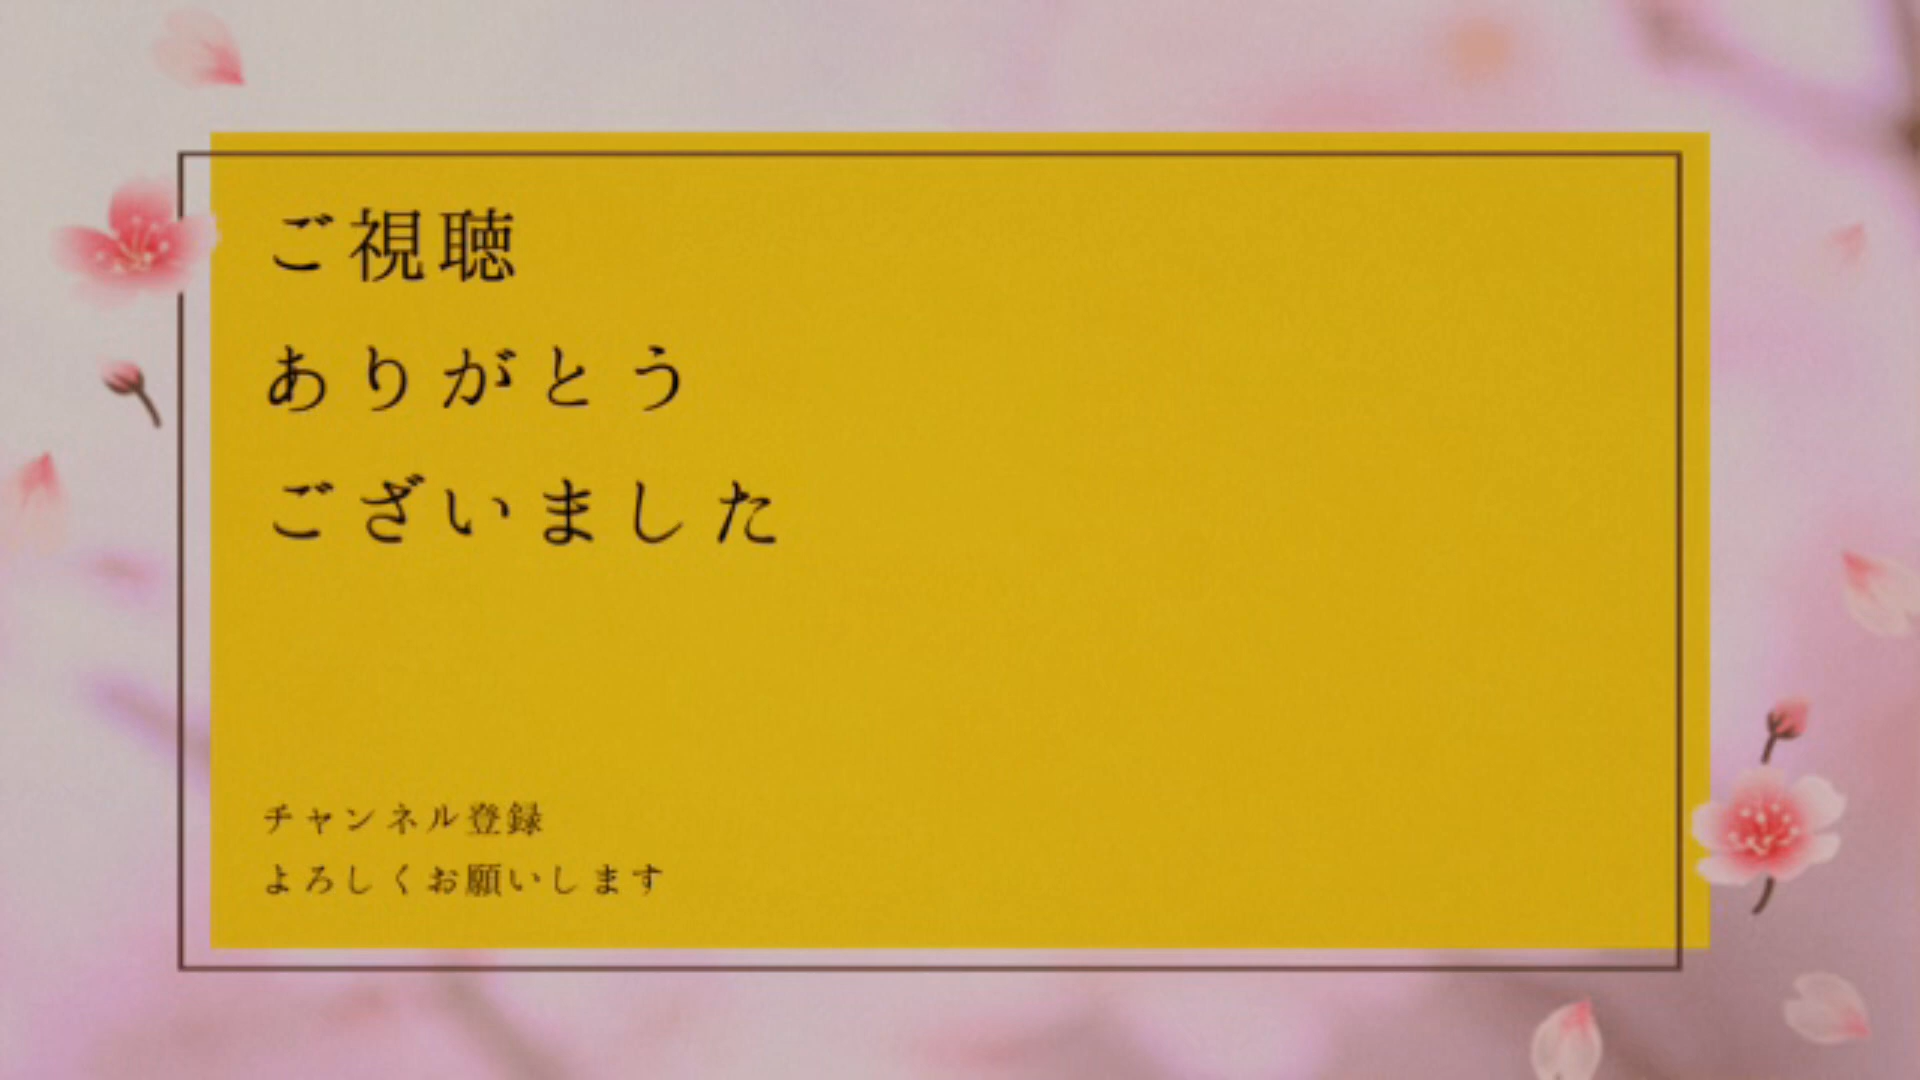 ご視聴
ありがとう
ございました
チャンネル登録
よろしくお願いします